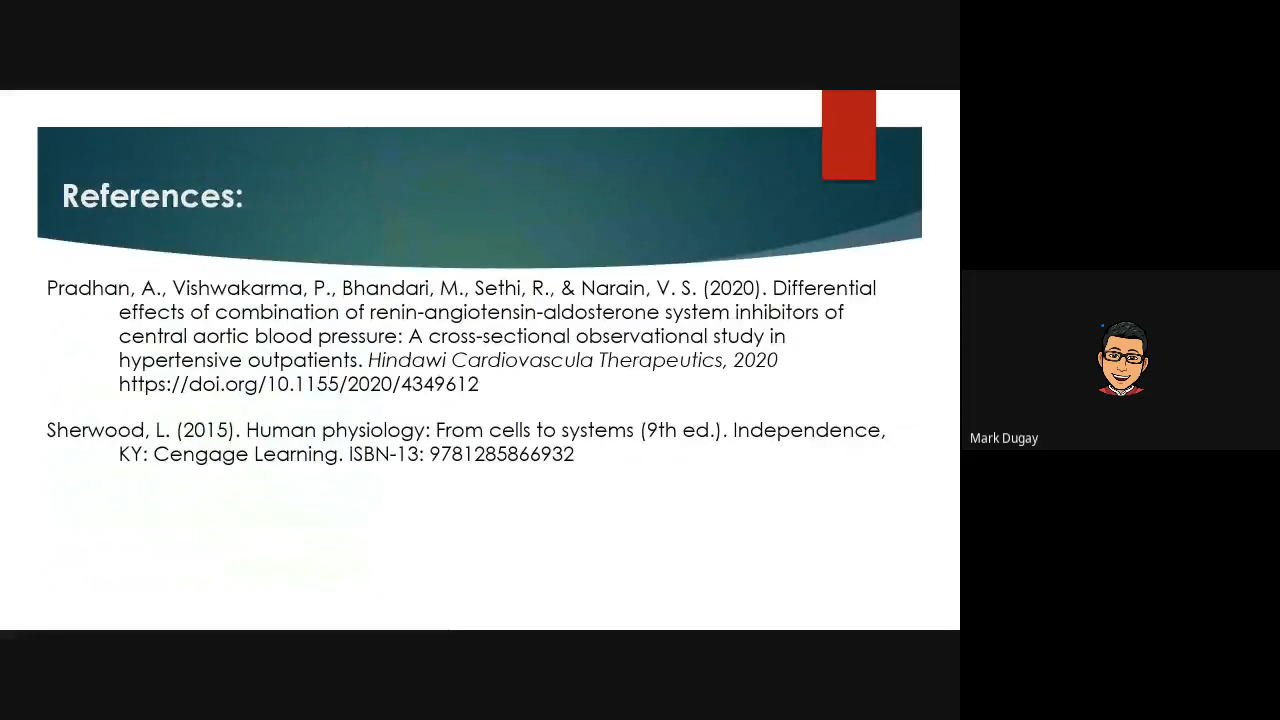 References:
Pradhan, A., Vishwakarma, P., Bhandari, M., Sethi, R., & Narain, V. S. (2020). Differential
effects of combination of renin-angiotensin-aldosterone system inhibitors of
central aortic blood pressure: A cross-sectional observational study in
hypertensive outpatients. Hindawi Cardiovascula Therapeutics, 2020
https://doi.org/10.1155/2020/4349612
Sherwood, L. (2015). Human physiology: From cells to systems (9th ed.). Independence,
KY: Cengage Learning. ISBN-13: 9781285866932
Mark Dugay